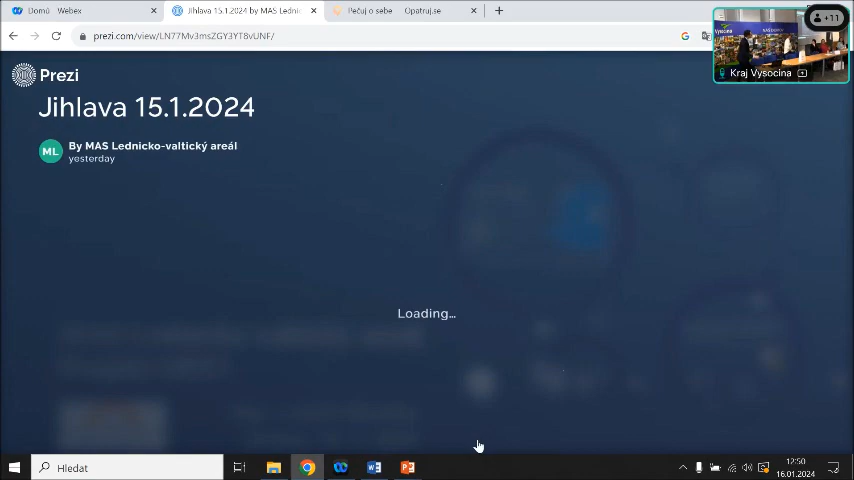 Domů Webex
Jihlava 15.1.2024 by MAS Lednic
Pečuj o sebe Opatruj.se
prezi.com/view/LN77Mv3msZGY3YT8vUNF/
+11
Vysočina
Kraj Vysocina
Prezi
Jihlava 15.1.2024
ML
By MAS Lednicko-valtický areál
yesterday
Loading...
Hledat
12:50
16.01.2024